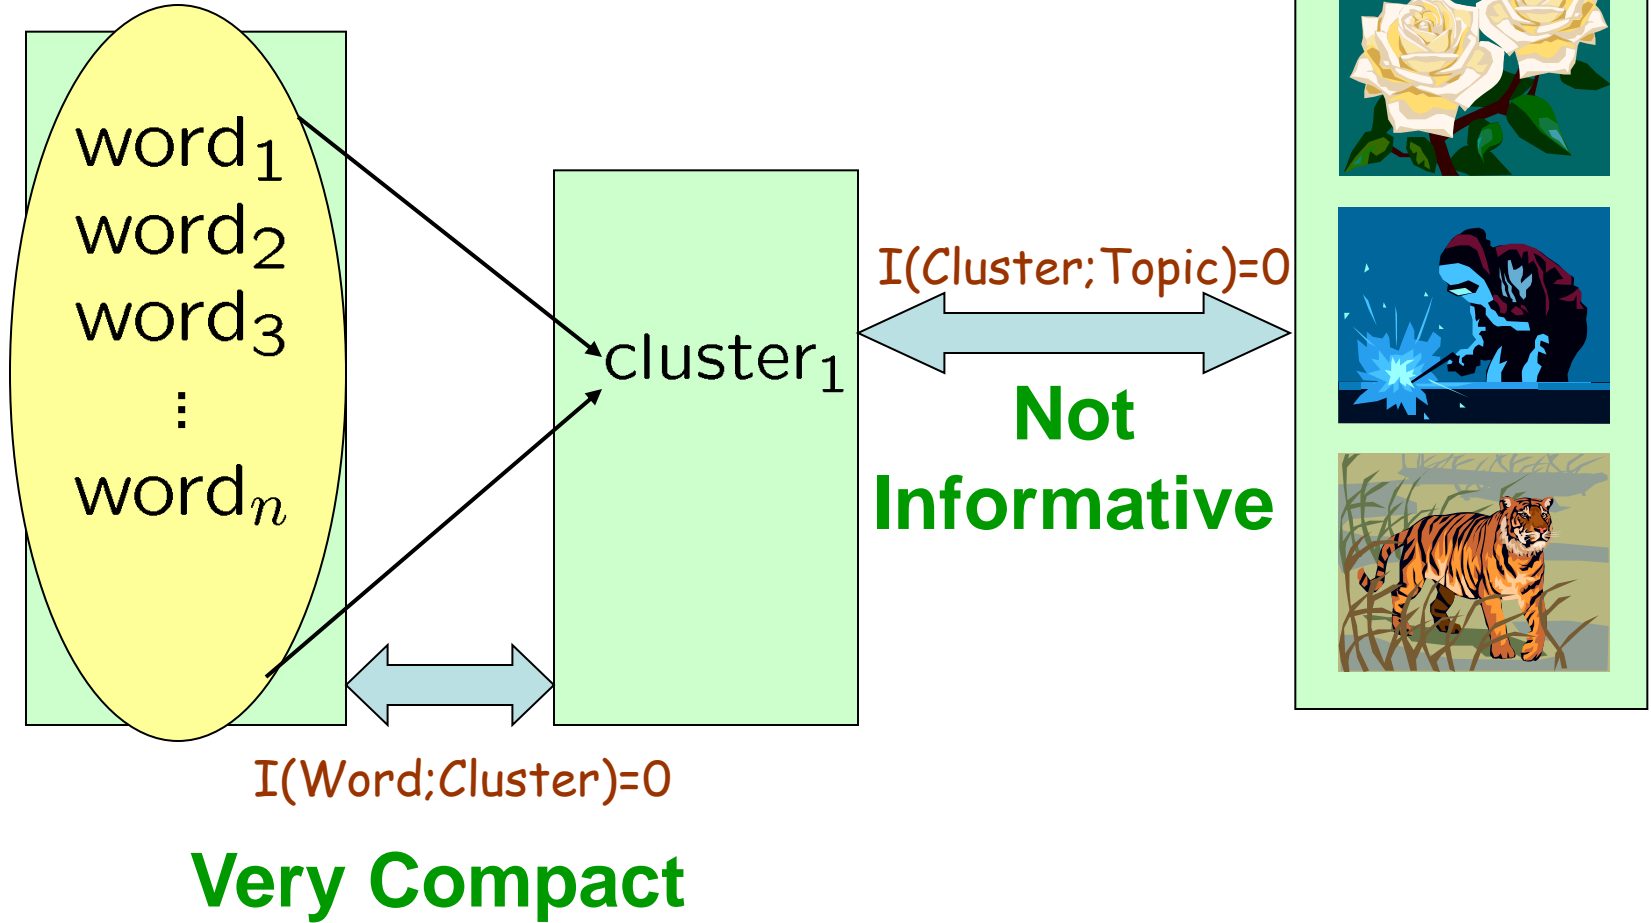 word₁
word₂
word₃
⋮
wordₙ
cluster₁
I(Cluster;Topic)=0
Not
Informative
I(Word;Cluster)=0
Very Compact